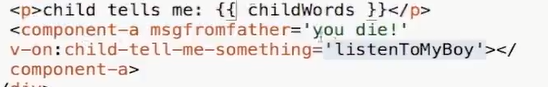 <p>child tells me: {{ childWords }}</p>
<component-a msgfromfather='you die!'
v-on:child-tell-me-something='listenToMyBoy'></
component-a>
</div>